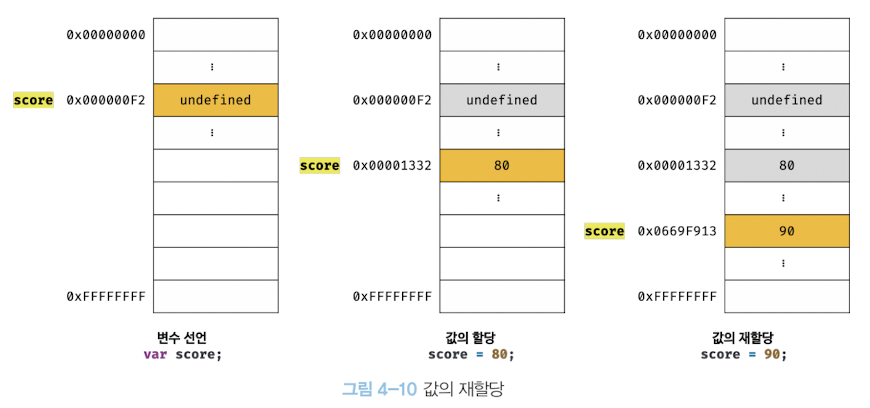 0x00000000
⋮
score 0x000000F2 undefined
⋮
0xFFFFFFFF
변수 선언
var score;
0x00000000
⋮
0x000000F2 undefined
⋮
score 0x00001332 80
⋮
0xFFFFFFFF
값의 할당
score = 80;
0x00000000
⋮
0x000000F2 undefined
⋮
0x00001332 80
score 0x0669F913 90
⋮
0xFFFFFFFF
값의 재할당
score = 90;
그림 4-10 값의 재할당